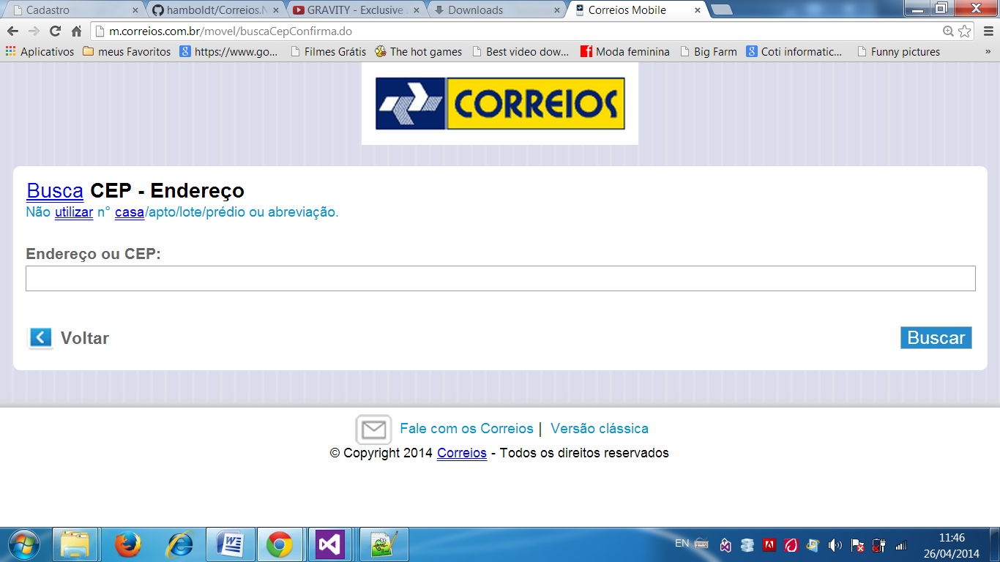 Cadastro
hamboldt/Correios.N
GRAVITY - Exclusive
Downloads
Correios Mobile
m.correios.com.br/movel/buscaCepConfirma.do
Aplicativos
meus Favoritos
https://www.go...
Filmes Grátis
The hot games
Best video dow...
Moda feminina
Big Farm
Coti informatic...
Funny pictures
»
CORREIOS
Busca CEP - Endereço
Não utilizar n° casa/apto/lote/prédio ou abreviação.
Endereço ou CEP:
Voltar
Buscar
Fale com os Correios | Versão clássica
© Copyright 2014 Correios - Todos os direitos reservados
EN
11:46
26/04/2014